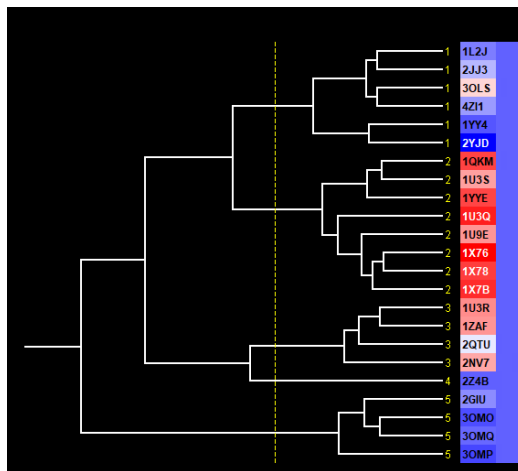 1 1L2J
1 2JJ3
1 3OLS
1 4ZI1
1 1YY4
1 2YJD
2 1QKM
2 1U3S
2 1YYE
2 1U3Q
2 1U9E
2 1X76
2 1X78
2 1X7B
3 1U3R
3 1ZAF
3 2QTU
3 2NV7
4 2Z4B
5 2GIU
5 3OMO
5 3OMQ
5 3OMP